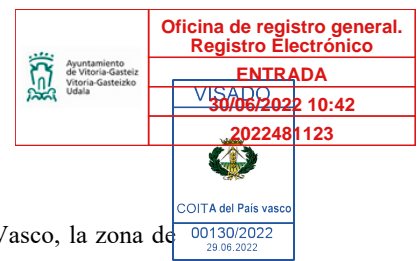 Oficina de registro general.
Registro Electrónico
Ayuntamiento
de Vitoria-Gasteiz
Vitoria-Gasteizko
Udala
ENTRADA
VISADO
30/06/2022 10:42
2022481123
COITA del País vasco
Vasco, la zona de
00130/2022
29.06.2022